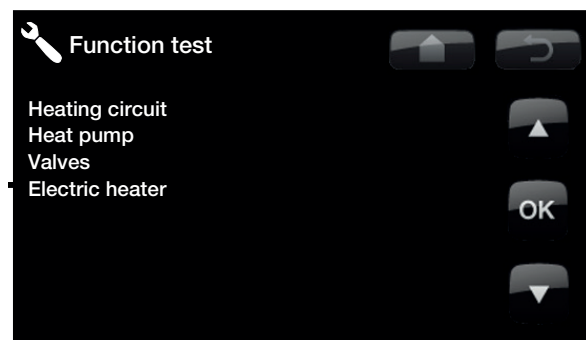 Function test
Heating circuit
Heat pump
Valves
Electric heater
OK